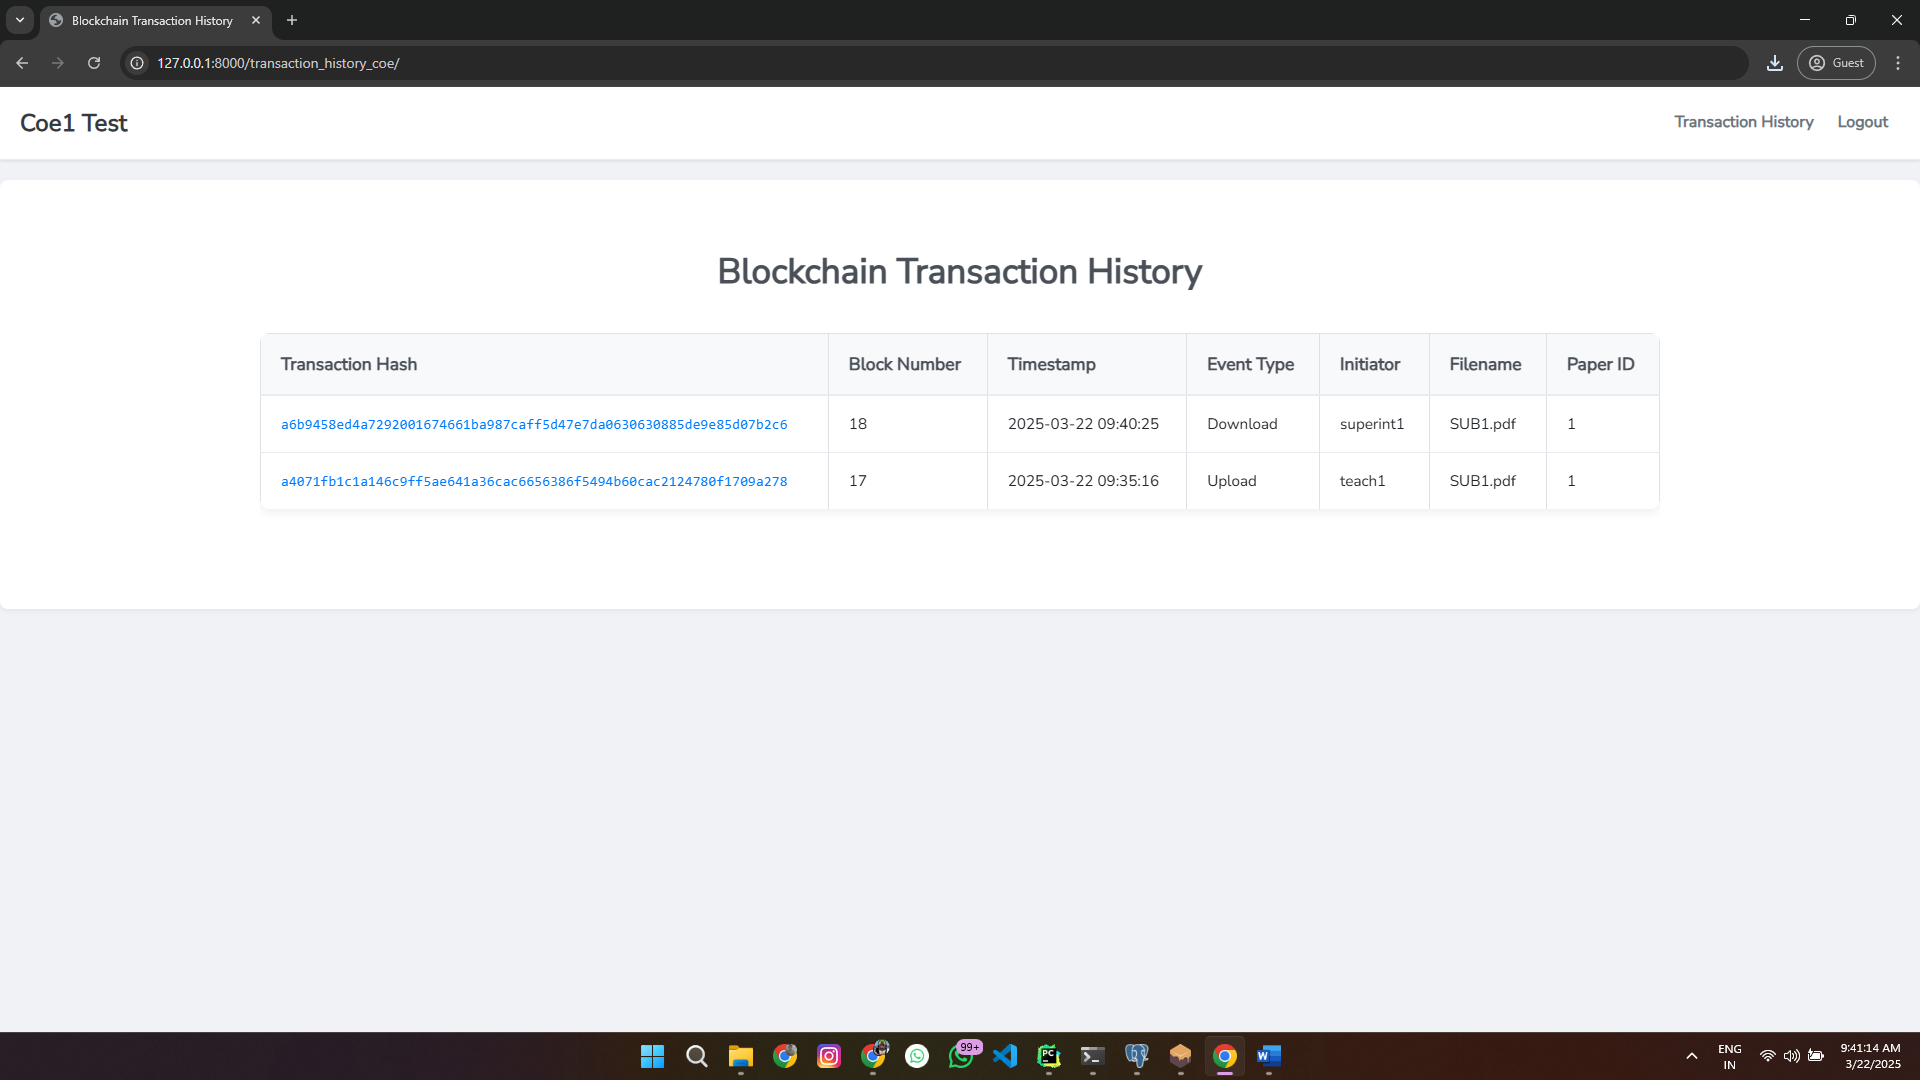 Blockchain Transaction History
127.0.0.1:8000/transaction_history_coe/
Guest
Coe1 Test
Transaction History Logout
Blockchain Transaction History
Transaction Hash Block Number Timestamp Event Type Initiator Filename Paper ID
a6b9458ed4a7292001674661ba987caff5d47e7da0630630885de9e85d07b2c6 18 2025-03-22 09:40:25 Download superint1 SUB1.pdf 1
a4071fb1c1a146c9ff5ae641a36cac6656386f5494b60cac2124780f1709a278 17 2025-03-22 09:35:16 Upload teach1 SUB1.pdf 1
99+
PC
W
ENG
IN
9:41:14 AM
3/22/2025